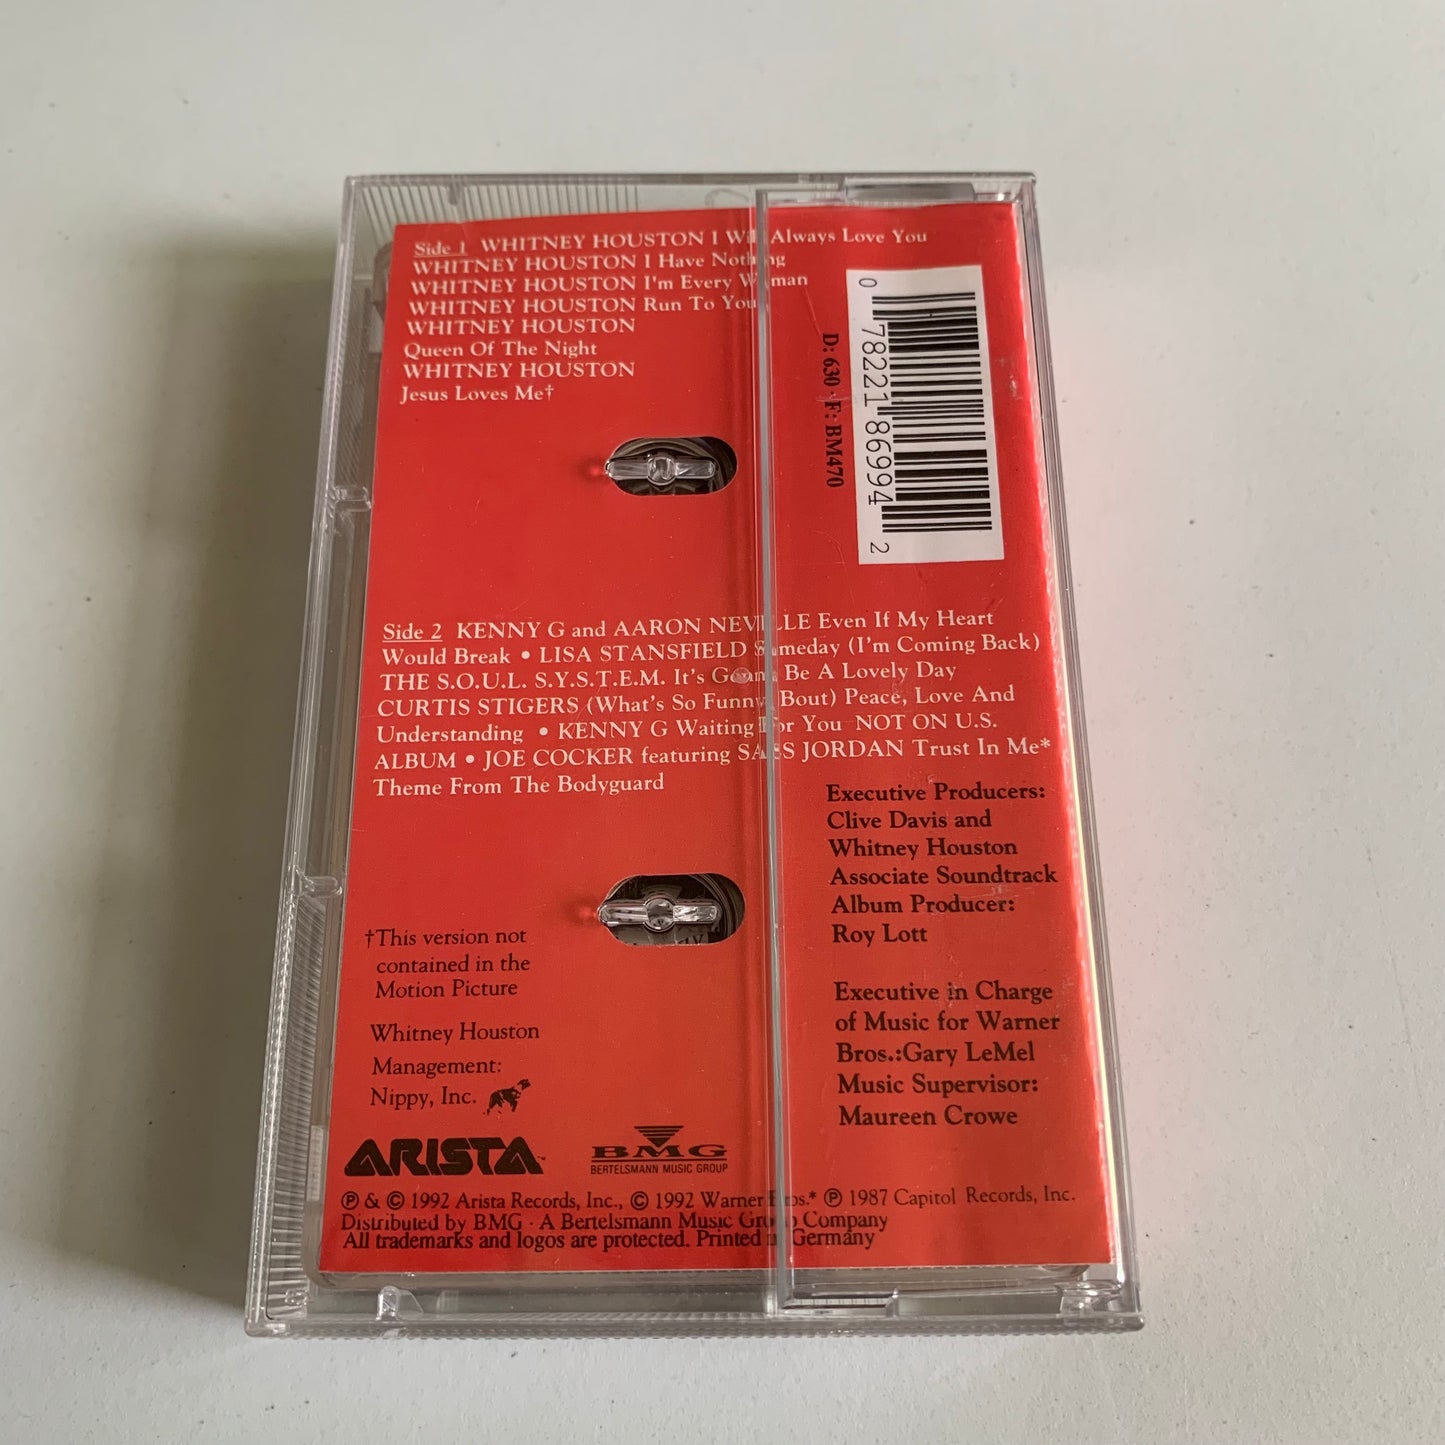 Side 1 WHITNEY HOUSTON I Will Always Love You
WHITNEY HOUSTON I Have Nothing
WHITNEY HOUSTON I'm Every Woman
WHITNEY HOUSTON Run To You
WHITNEY HOUSTON
Queen Of The Night
WHITNEY HOUSTON
Jesus Loves Me†
0 78221 86994 2
D: 630 · F: BM470
Side 2 KENNY G and AARON NEVILLE Even If My Heart
Would Break • LISA STANSFIELD Someday (I'm Coming Back)
THE S.O.U.L. S.Y.S.T.E.M. It's Gonna Be A Lovely Day
CURTIS STIGERS (What's So Funny 'Bout) Peace, Love And
Understanding • KENNY G Waiting For You NOT ON U.S.
ALBUM • JOE COCKER featuring SASS JORDAN Trust In Me*
Theme From The Bodyguard
Executive Producers:
Clive Davis and
Whitney Houston
Associate Soundtrack
Album Producer:
Roy Lott
Executive in Charge
of Music for Warner
Bros.:Gary LeMel
Music Supervisor:
Maureen Crowe
†This version not
contained in the
Motion Picture
Whitney Houston
Management:
Nippy, Inc.
ARISTA™
BMG
BERTELSMANN MUSIC GROUP
℗ & © 1992 Arista Records, Inc., © 1992 Warner Bros.* ℗ 1987 Capitol Records, Inc.
Distributed by BMG · A Bertelsmann Music Group Company
All trademarks and logos are protected. Printed in Germany